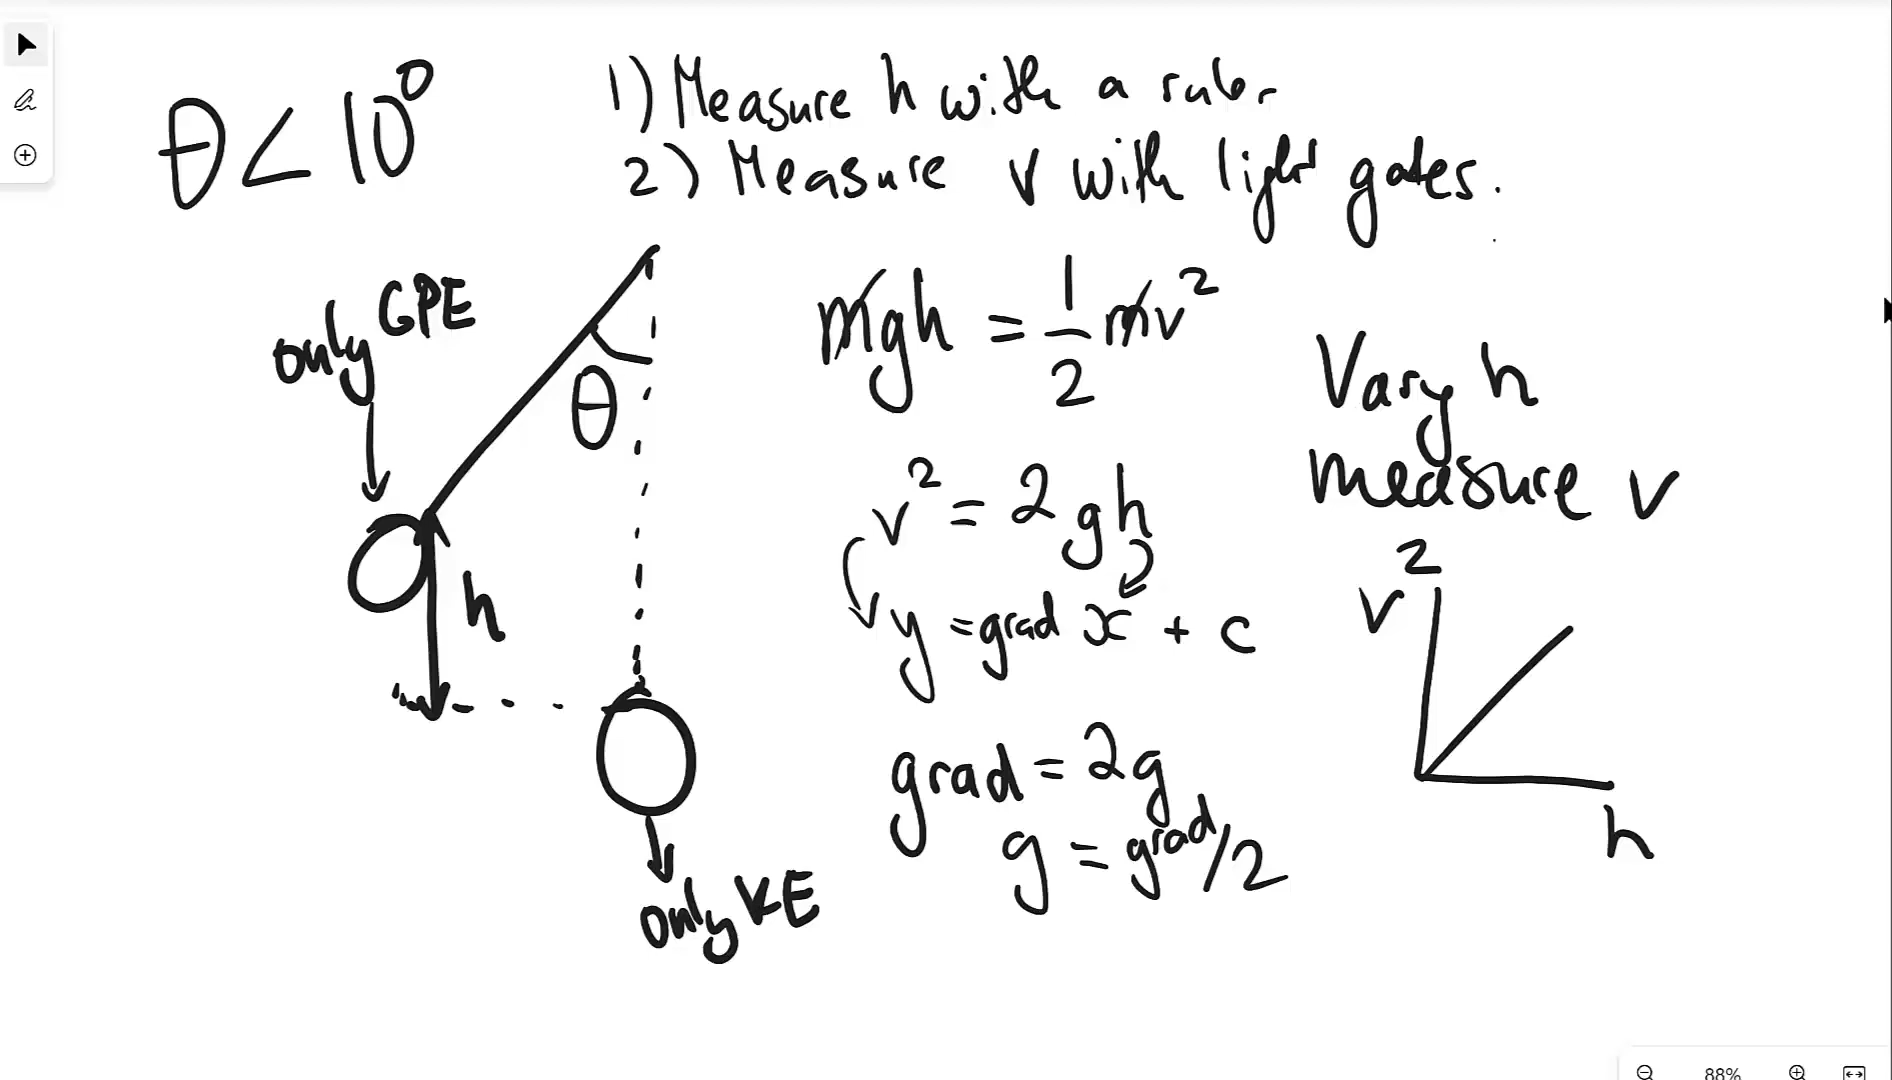 θ < 10°
1) Measure h with a ruler
2) Measure v with light gates.
only GPE
θ
h
only KE
mgh = 1/2 mv²
v² = 2gh
y = grad x + c
grad = 2g
g = grad/2
Vary h
measure v
v²
h
88%